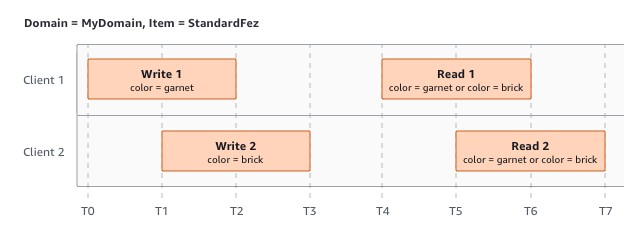 Domain = MyDomain, Item = StandardFez
Client 1
Write 1
color = garnet
Read 1
color = garnet or color = brick
Client 2
Write 2
color = brick
Read 2
color = garnet or color = brick
T0 T1 T2 T3 T4 T5 T6 T7